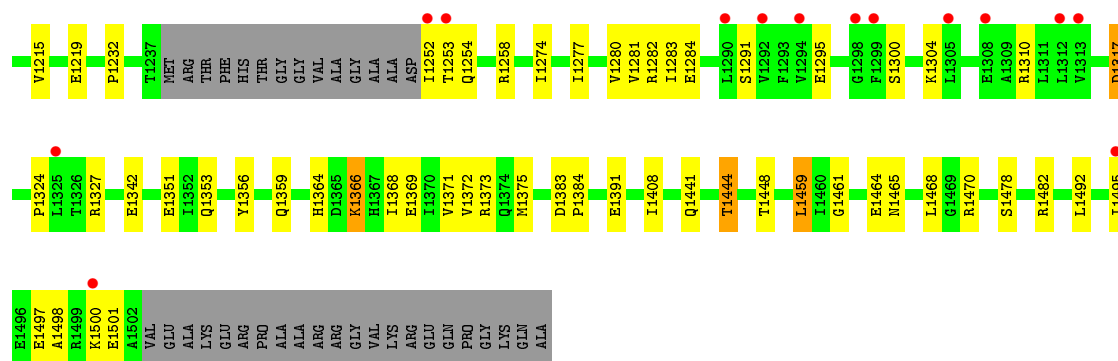 V1215 E1219 P1232 T1237 MET ARG THR PHE HIS THR GLY GLY VAL ALA GLY ALA ALA ASP I1252 T1253 Q1254 R1258 I1274 I1277 V1280 V1281 R1282 I1283 E1284 L1290 S1291 V1292 F1293 V1294 E1295 G1298 F1299 S1300 K1304 L1305 E1308 A1309 R1310 L1311 L1312 V1313 D1317
P1324 L1325 T1326 R1327 E1342 E1351 I1352 Q1353 Y1356 Q1359 H1364 D1365 K1366 H1367 I1368 E1369 I1370 V1371 V1372 R1373 Q1374 M1375 D1383 P1384 E1391 I1408 Q1441 T1444 T1448 L1459 I1460 G1461 E1464 N1465 L1468 G1469 R1470 S1478 R1482 L1492
E1496 E1497 A1498 R1499 K1500 E1501 A1502 VAL GLU ALA LYS GLU ARG PRO ALA ALA ARG ARG GLY VAL LYS ARG GLU GLN PRO GLY LYS GLN ALA